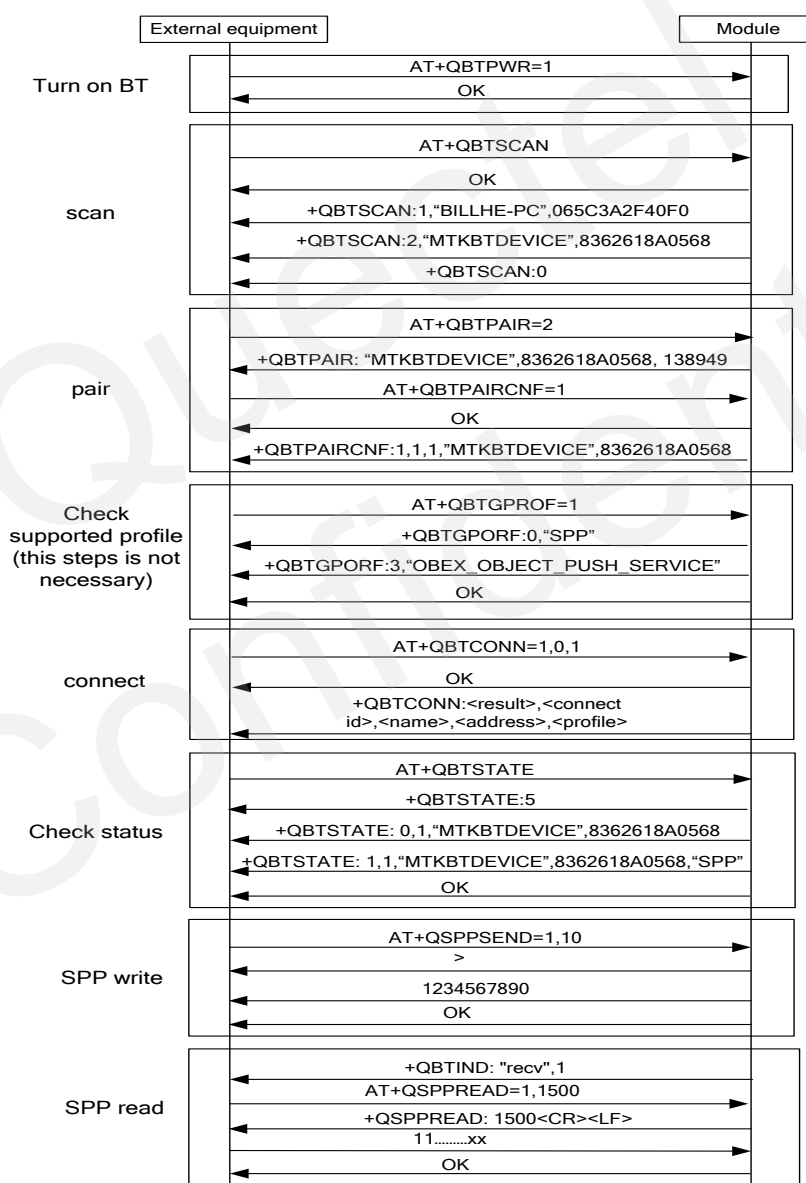 External equipment
Module
Turn on BT
AT+QBTPWR=1
OK
scan
AT+QBTSCAN
OK
+QBTSCAN:1,“BILLHE-PC”,065C3A2F40F0
+QBTSCAN:2,“MTKBTDEVICE”,8362618A0568
+QBTSCAN:0
pair
AT+QBTPAIR=2
+QBTPAIR: “MTKBTDEVICE”,8362618A0568, 138949
AT+QBTPAIRCNF=1
OK
+QBTPAIRCNF:1,1,1,”MTKBTDEVICE”,8362618A0568
Check
supported profile
(this steps is not
necessary)
AT+QBTGPROF=1
+QBTGPORF:0,“SPP”
+QBTGPORF:3,“OBEX_OBJECT_PUSH_SERVICE”
OK
connect
AT+QBTCONN=1,0,1
OK
+QBTCONN:<result>,<connect
id>,<name>,<address>,<profile>
Check status
AT+QBTSTATE
+QBTSTATE:5
+QBTSTATE: 0,1,“MTKBTDEVICE”,8362618A0568
+QBTSTATE: 1,1,“MTKBTDEVICE”,8362618A0568,“SPP”
OK
SPP write
AT+QSPPSEND=1,10
>
1234567890
OK
SPP read
+QBTIND: "recv",1
AT+QSPPREAD=1,1500
+QSPPREAD: 1500<CR><LF>
11.........xx
OK
Quectel
Confident